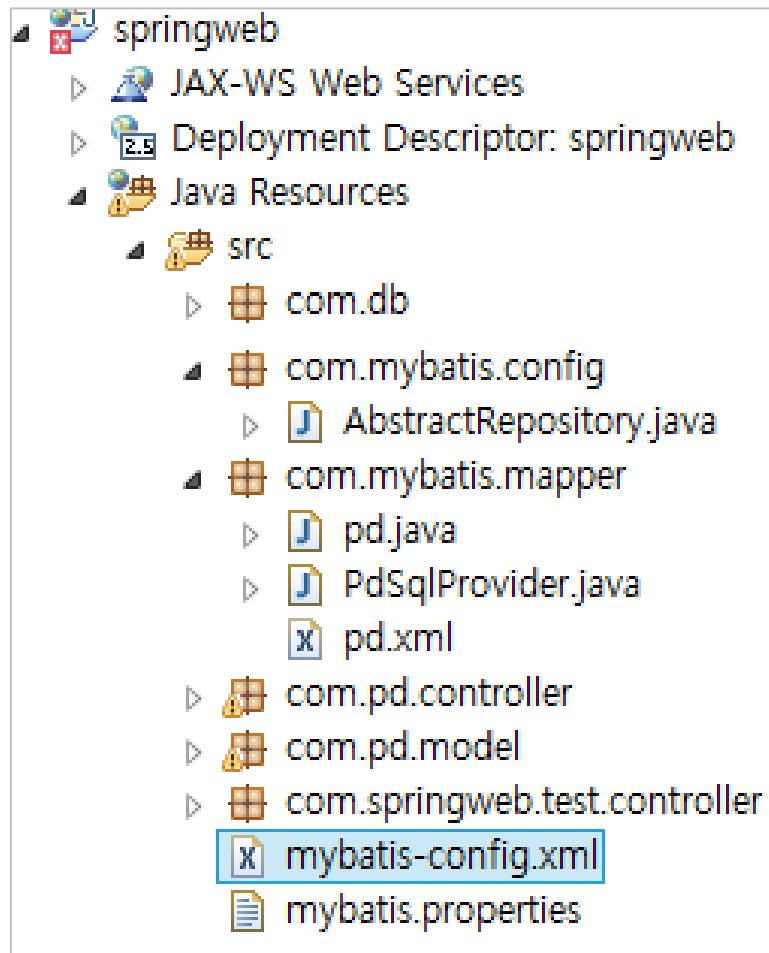 springweb
JAX-WS Web Services
2.5 Deployment Descriptor: springweb
Java Resources
src
com.db
com.mybatis.config
J AbstractRepository.java
com.mybatis.mapper
J pd.java
J PdSqlProvider.java
X pd.xml
com.pd.controller
com.pd.model
com.springweb.test.controller
X mybatis-config.xml
mybatis.properties